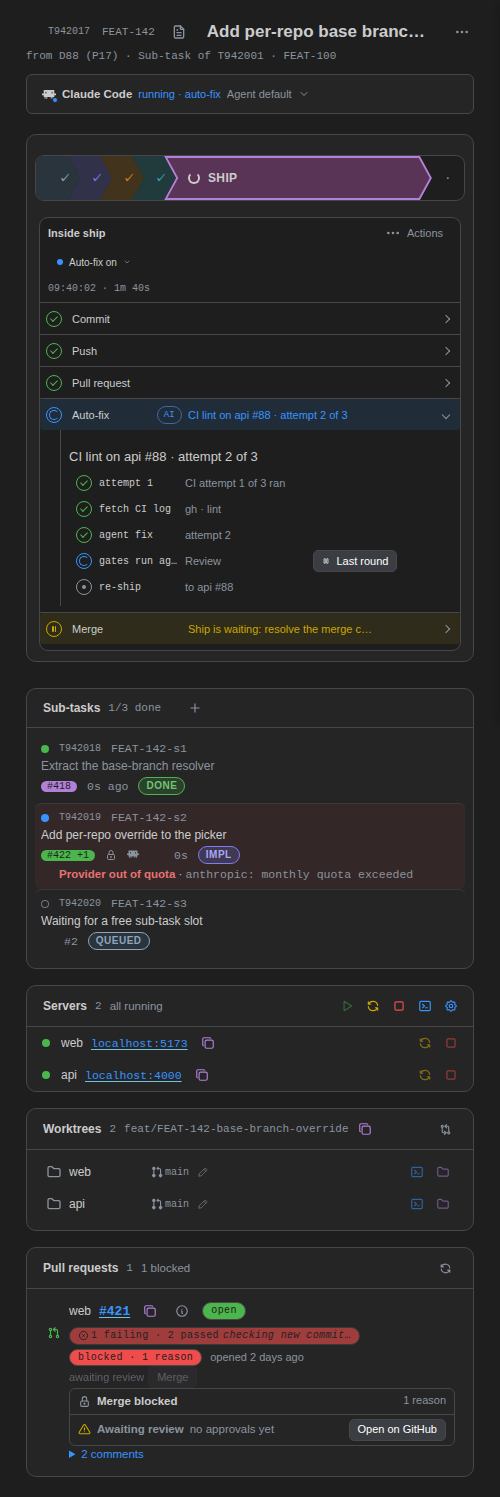 T942017 FEAT-142 Add per repo base branc…
from D88 (P17) · Sub-task of T942001 · FEAT-100
Claude Code running · auto-fix Agent default
SHIP
Inside ship Actions
Auto-fix on
09:40:02 · 1m 40s
Commit
Push
Pull request
Auto-fix AI CI lint on api #88 · attempt 2 of 3
CI lint on api #88 · attempt 2 of 3
attempt 1 CI attempt 1 of 3 ran
fetch CI log gh · lint
agent fix attempt 2
gates run ag… Review Last round
re-ship to api #88
Merge Ship is waiting: resolve the merge c…
Sub-tasks 1/3 done
T942018 FEAT-142-s1
Extract the base-branch resolver
#418 0s ago DONE
T942019 FEAT-142-s2
Add per-repo override to the picker
#422 +1 0s IMPL
Provider out of quota · anthropic: monthly quota exceeded
T942020 FEAT-142-s3
Waiting for a free sub-task slot
#2 QUEUED
Servers 2 all running
web localhost:5173
api localhost:4000
Worktrees 2 feat/FEAT-142-base-branch-override
web main
api main
Pull requests 1 1 blocked
web #421 open
1 failing · 2 passed checking new commit…
blocked · 1 reason opened 2 days ago
awaiting review Merge
Merge blocked 1 reason
Awaiting review no approvals yet Open on GitHub
2 comments